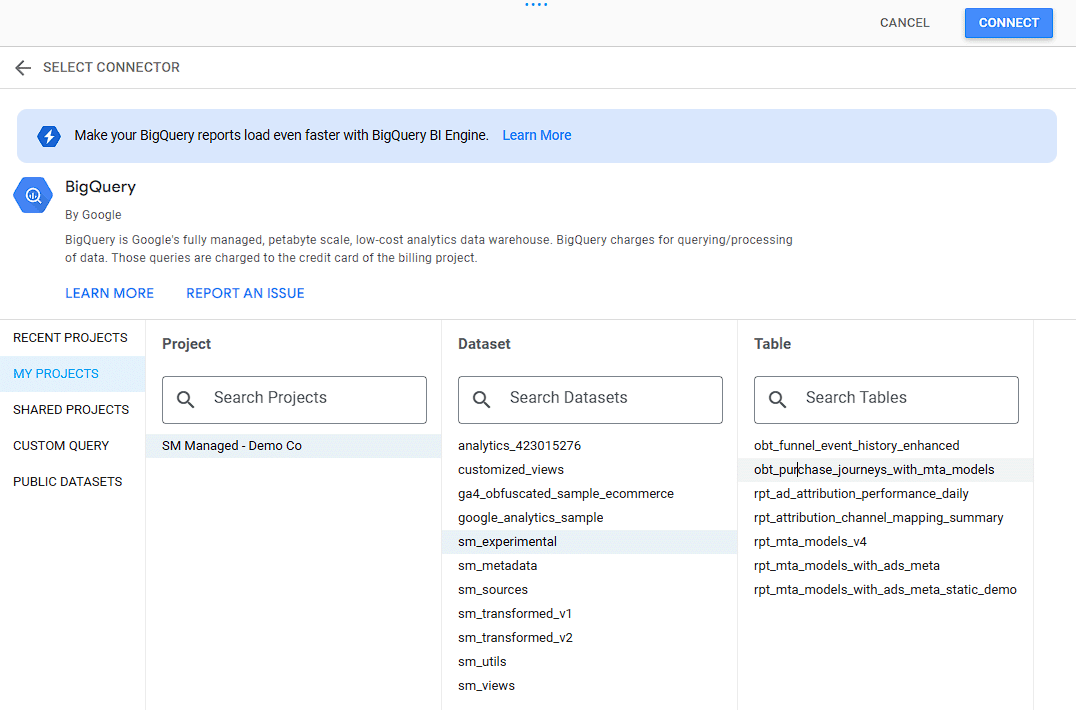 CANCEL
CONNECT
SELECT CONNECTOR
Make your BigQuery reports load even faster with BigQuery BI Engine. Learn More
BigQuery
By Google
BigQuery is Google's fully managed, petabyte scale, low-cost analytics data warehouse. BigQuery charges for querying/processing
of data. Those queries are charged to the credit card of the billing project.
LEARN MORE
REPORT AN ISSUE
RECENT PROJECTS
MY PROJECTS
SHARED PROJECTS
CUSTOM QUERY
PUBLIC DATASETS
Project
Search Projects
SM Managed - Demo Co
Dataset
Search Datasets
analytics_423015276
customized_views
ga4_obfuscated_sample_ecommerce
google_analytics_sample
sm_experimental
sm_metadata
sm_sources
sm_transformed_v1
sm_transformed_v2
sm_utils
sm_views
Table
Search Tables
obt_funnel_event_history_enhanced
obt_purchase_journeys_with_mta_models
rpt_ad_attribution_performance_daily
rpt_attribution_channel_mapping_summary
rpt_mta_models_v4
rpt_mta_models_with_ads_meta
rpt_mta_models_with_ads_meta_static_demo